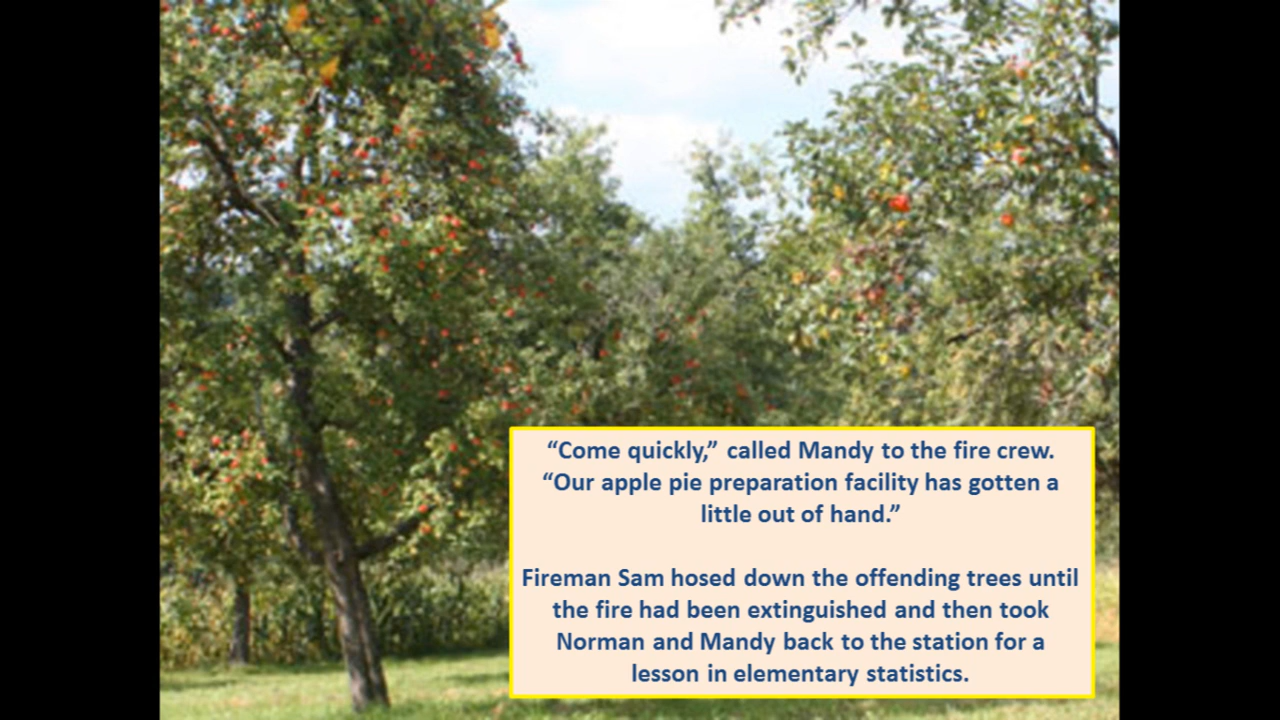 “Come quickly,” called Mandy to the fire crew.
“Our apple pie preparation facility has gotten a
little out of hand.”
Fireman Sam hosed down the offending trees until
the fire had been extinguished and then took
Norman and Mandy back to the station for a
lesson in elementary statistics.